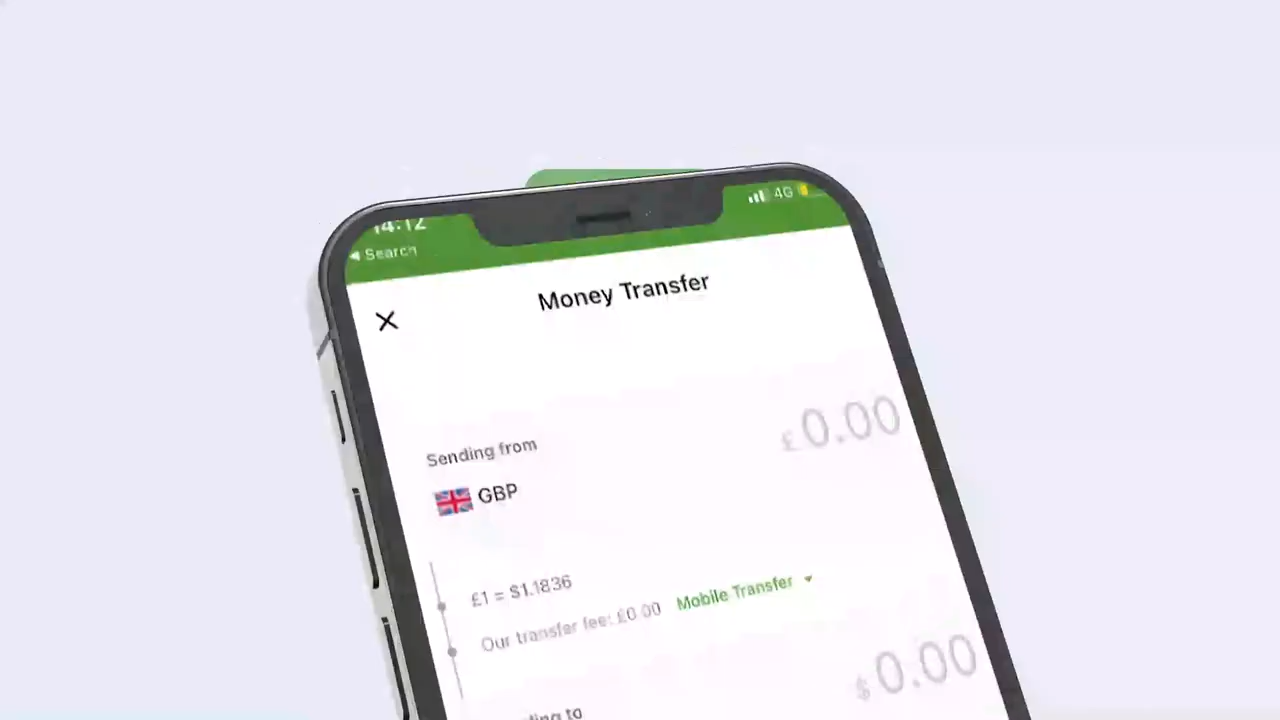 14:12
4G
◀ Search
Money Transfer
£0.00
Sending from
GBP
£1 = $1.1836
Our transfer fee: £0.00 Mobile Transfer
$0.00
to